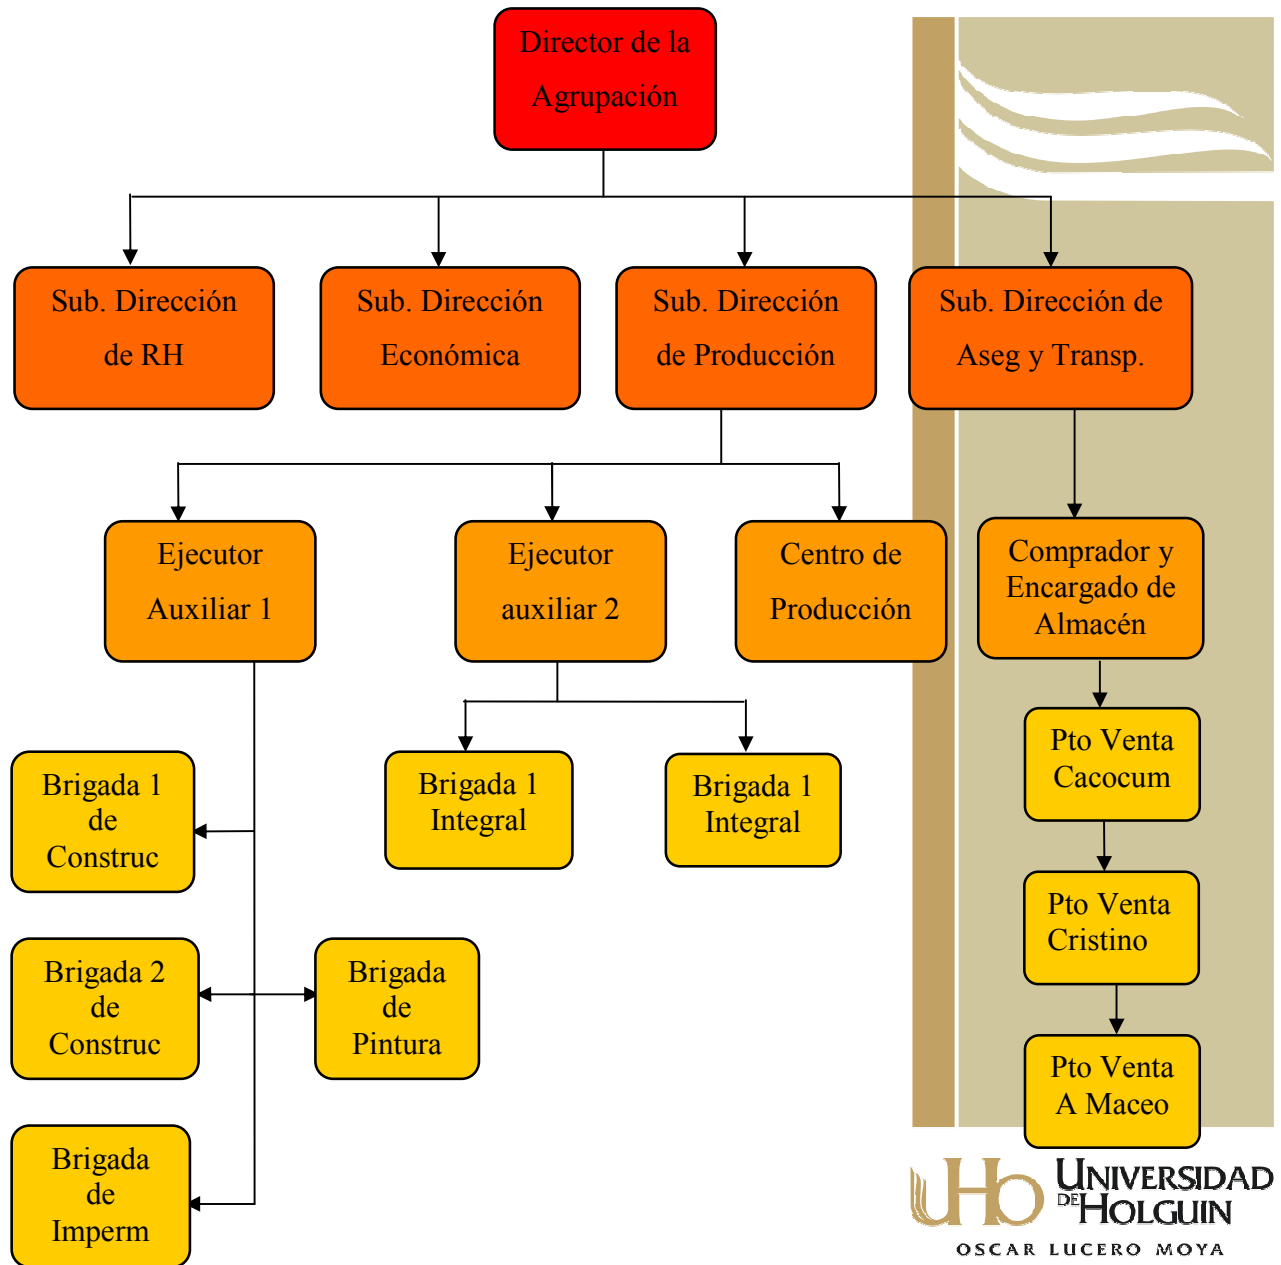 Director de la
Agrupación
Sub. Dirección
de RH
Sub. Dirección
Económica
Sub. Dirección
de Producción
Sub. Dirección de
Aseg y Transp.
Ejecutor
Auxiliar 1
Ejecutor
auxiliar 2
Centro de
Producción
Comprador y
Encargado de
Almacén
Brigada 1
de
Construc
Brigada 1
Integral
Brigada 1
Integral
Pto Venta
Cacocum
Pto Venta
Cristino
Brigada 2
de
Construc
Brigada
de
Pintura
Pto Venta
A Maceo
Brigada
de
Imperm
uHo
UNIVERSIDAD
DE HOLGUIN
OSCAR LUCERO MOYA